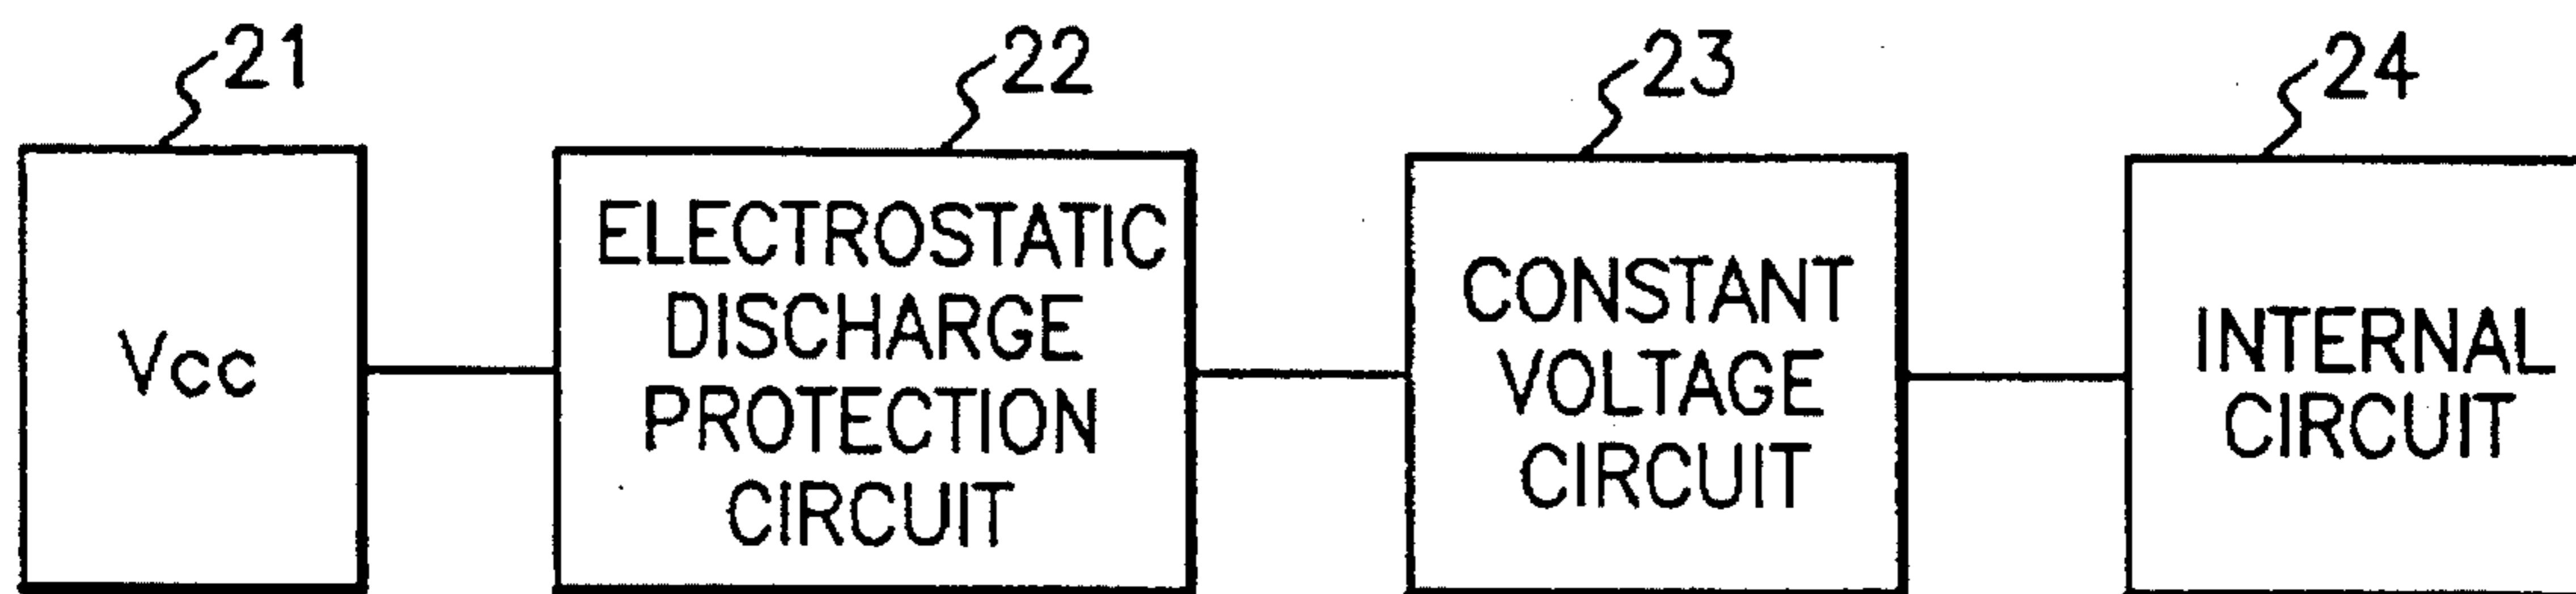 21
22
23
24
Vcc
ELECTROSTATIC
DISCHARGE
PROTECTION
CIRCUIT
CONSTANT
VOLTAGE
CIRCUIT
INTERNAL
CIRCUIT